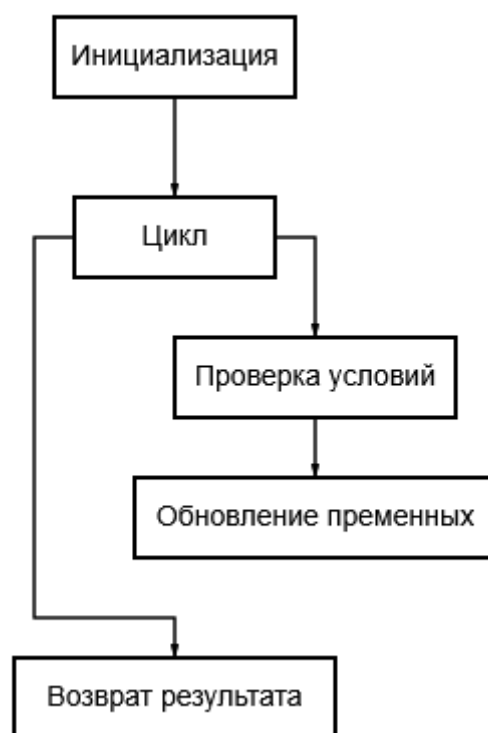 Инициализация
Цикл
Проверка условий
Обновление пременных
Возврат результата